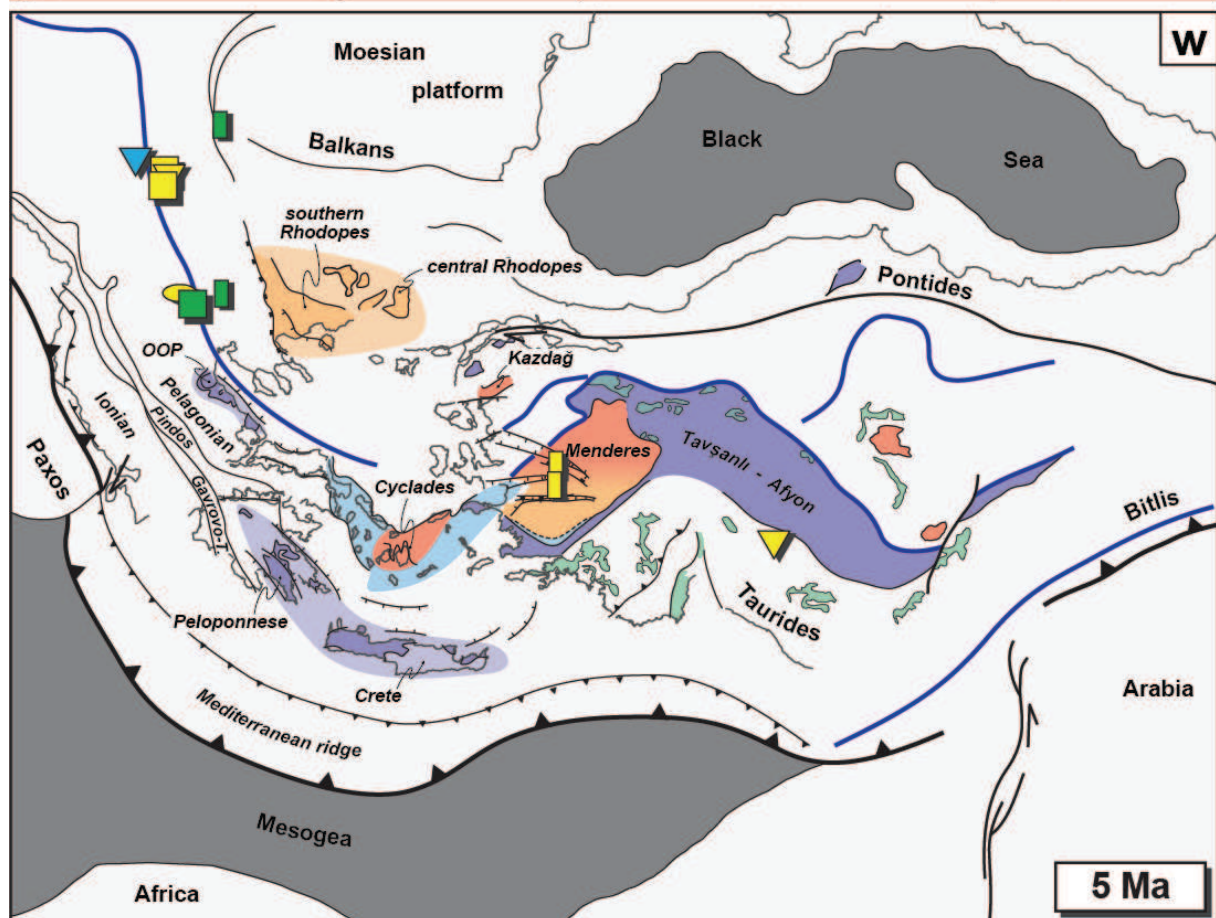 W
Moesian
platform
Balkans
Black
Sea
southern
Rhodopes
central Rhodopes
Pontides
OOP
Kazdağ
Pelagonian
Ionian
Pindos
Paxos
Gavrovo-T
Menderes
Tavşanlı - Afyon
Cyclades
Bitlis
Peloponnese
Taurides
Crete
Arabia
Mediterranean ridge
Mesogea
Africa
5 Ma